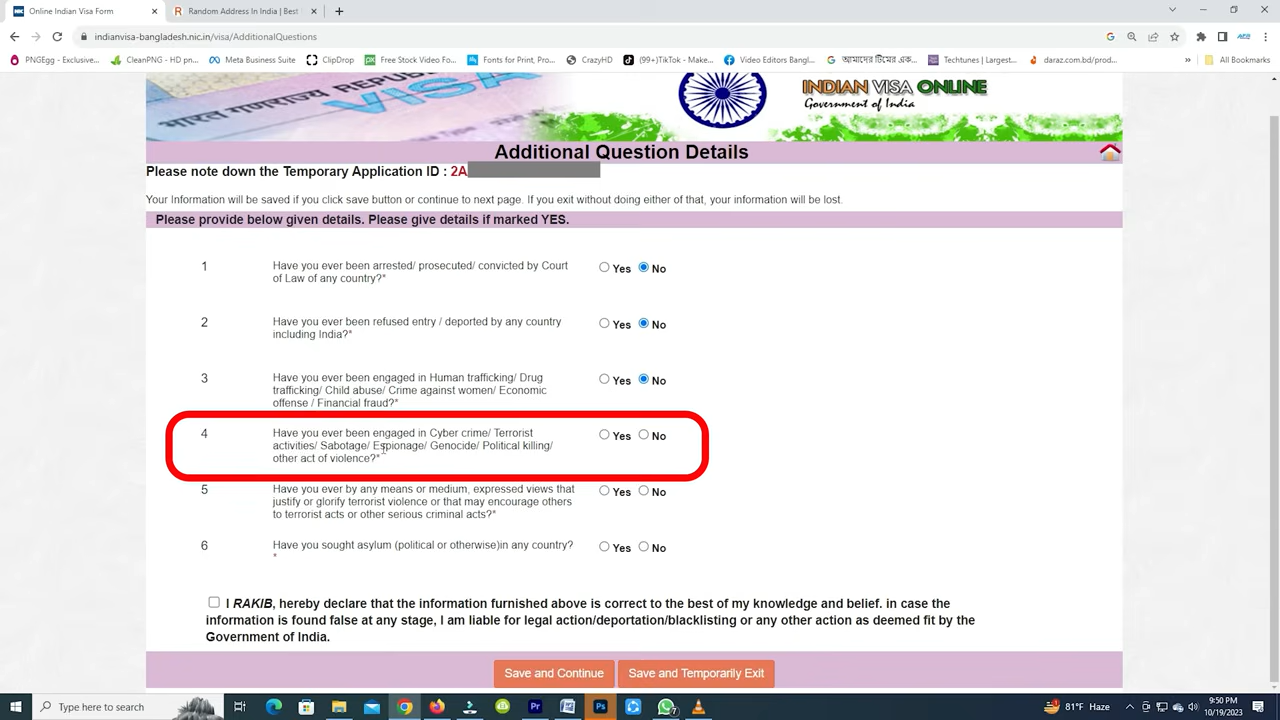 Online Indian Visa Form
Random Address In India | Best
indianvisa-bangladesh.nic.in/visa/AdditionalQuestions
PNGEgg - Exclusive...
CleanPNG - HD pn...
Meta Business Suite
ClipDrop
Free Stock Video Fo...
Fonts for Print, Pro...
CrazyHD
(99+)TikTok - Make...
Video Editors Bangl...
আমাদের টিমের এক...
Techtunes | Largest...
daraz.com.bd/prod...
»
All Bookmarks
भारत गणराज्य
REPUBLIC
VISA
INDIAN VISA ONLINE
Government of India
Additional Question Details
Please note down the Temporary Application ID : 2A
Your Information will be saved if you click save button or continue to next page. If you exit without doing either of that, your information will be lost.
Please provide below given details. Please give details if marked YES.
1 Have you ever been arrested/ prosecuted/ convicted by Court Yes No
of Law of any country?*
2 Have you ever been refused entry / deported by any country Yes No
including India?*
3 Have you ever been engaged in Human trafficking/ Drug Yes No
trafficking/ Child abuse/ Crime against women/ Economic
offense / Financial fraud?*
4 Have you ever been engaged in Cyber crime/ Terrorist Yes No
activities/ Sabotage/ Espionage/ Genocide/ Political killing/
other act of violence?*
5 Have you ever by any means or medium, expressed views that Yes No
justify or glorify terrorist violence or that may encourage others
to terrorist acts or other serious criminal acts?*
6 Have you sought asylum (political or otherwise)in any country? Yes No
*
I RAKIB, hereby declare that the information furnished above is correct to the best of my knowledge and belief. in case the
information is found false at any stage, I am liable for legal action/deportation/blacklisting or any other action as deemed fit by the
Government of India.
Save and Continue
Save and Temporarily Exit
Type here to search
81°F Haze
9:50 PM
10/19/2023